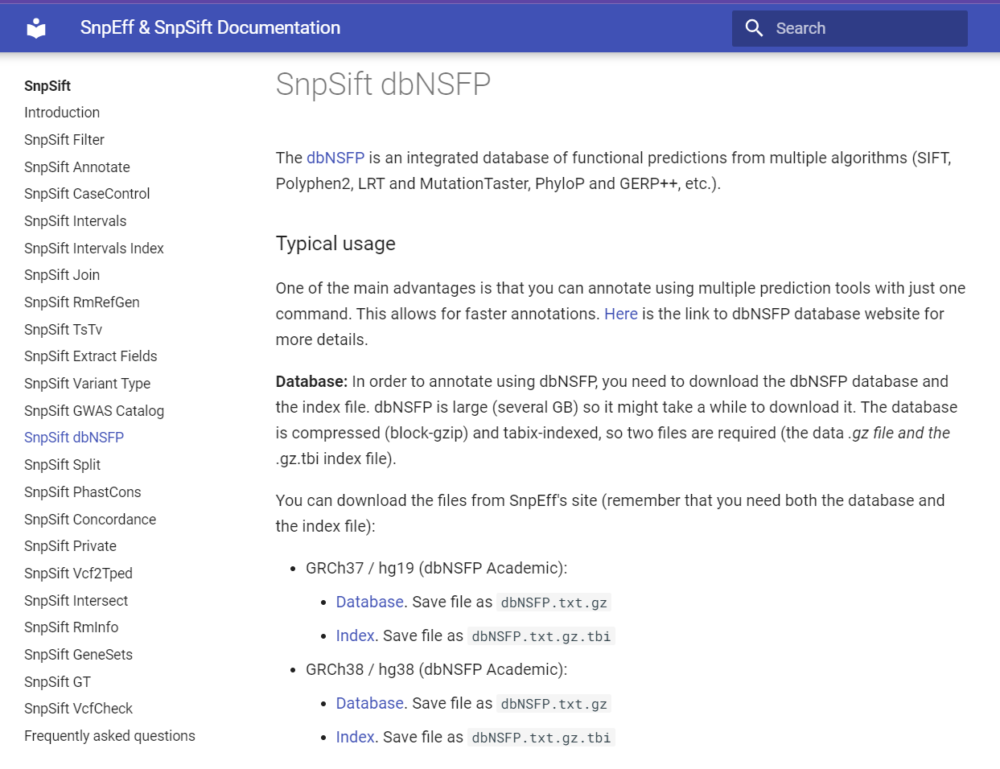 SnpEff & SnpSift Documentation
Search
SnpSift
Introduction
SnpSift Filter
SnpSift Annotate
SnpSift CaseControl
SnpSift Intervals
SnpSift Intervals Index
SnpSift Join
SnpSift RmRefGen
SnpSift TsTv
SnpSift Extract Fields
SnpSift Variant Type
SnpSift GWAS Catalog
SnpSift dbNSFP
SnpSift Split
SnpSift PhastCons
SnpSift Concordance
SnpSift Private
SnpSift Vcf2Tped
SnpSift Intersect
SnpSift RmInfo
SnpSift GeneSets
SnpSift GT
SnpSift VcfCheck
Frequently asked questions
SnpSift dbNSFP
The dbNSFP is an integrated database of functional predictions from multiple algorithms (SIFT,
Polyphen2, LRT and MutationTaster, PhyloP and GERP++, etc.).
Typical usage
One of the main advantages is that you can annotate using multiple prediction tools with just one
command. This allows for faster annotations. Here is the link to dbNSFP database website for
more details.
Database: In order to annotate using dbNSFP, you need to download the dbNSFP database and
the index file. dbNSFP is large (several GB) so it might take a while to download it. The database
is compressed (block-gzip) and tabix-indexed, so two files are required (the data .gz file and the
.gz.tbi index file).
You can download the files from SnpEff's site (remember that you need both the database and
the index file):
• GRCh37 / hg19 (dbNSFP Academic):
• Database. Save file as dbNSFP.txt.gz
• Index. Save file as dbNSFP.txt.gz.tbi
• GRCh38 / hg38 (dbNSFP Academic):
• Database. Save file as dbNSFP.txt.gz
• Index. Save file as dbNSFP.txt.gz.tbi